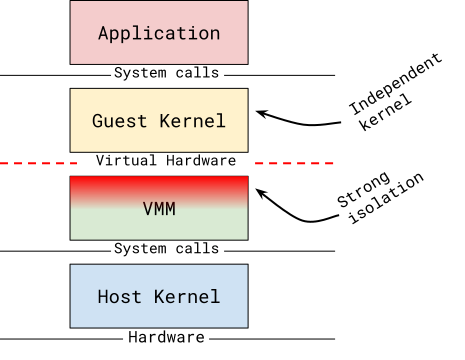 Application
System calls
Independent
kernel
Guest Kernel
Virtual Hardware
Strong
isolation
VMM
System calls
Host Kernel
Hardware